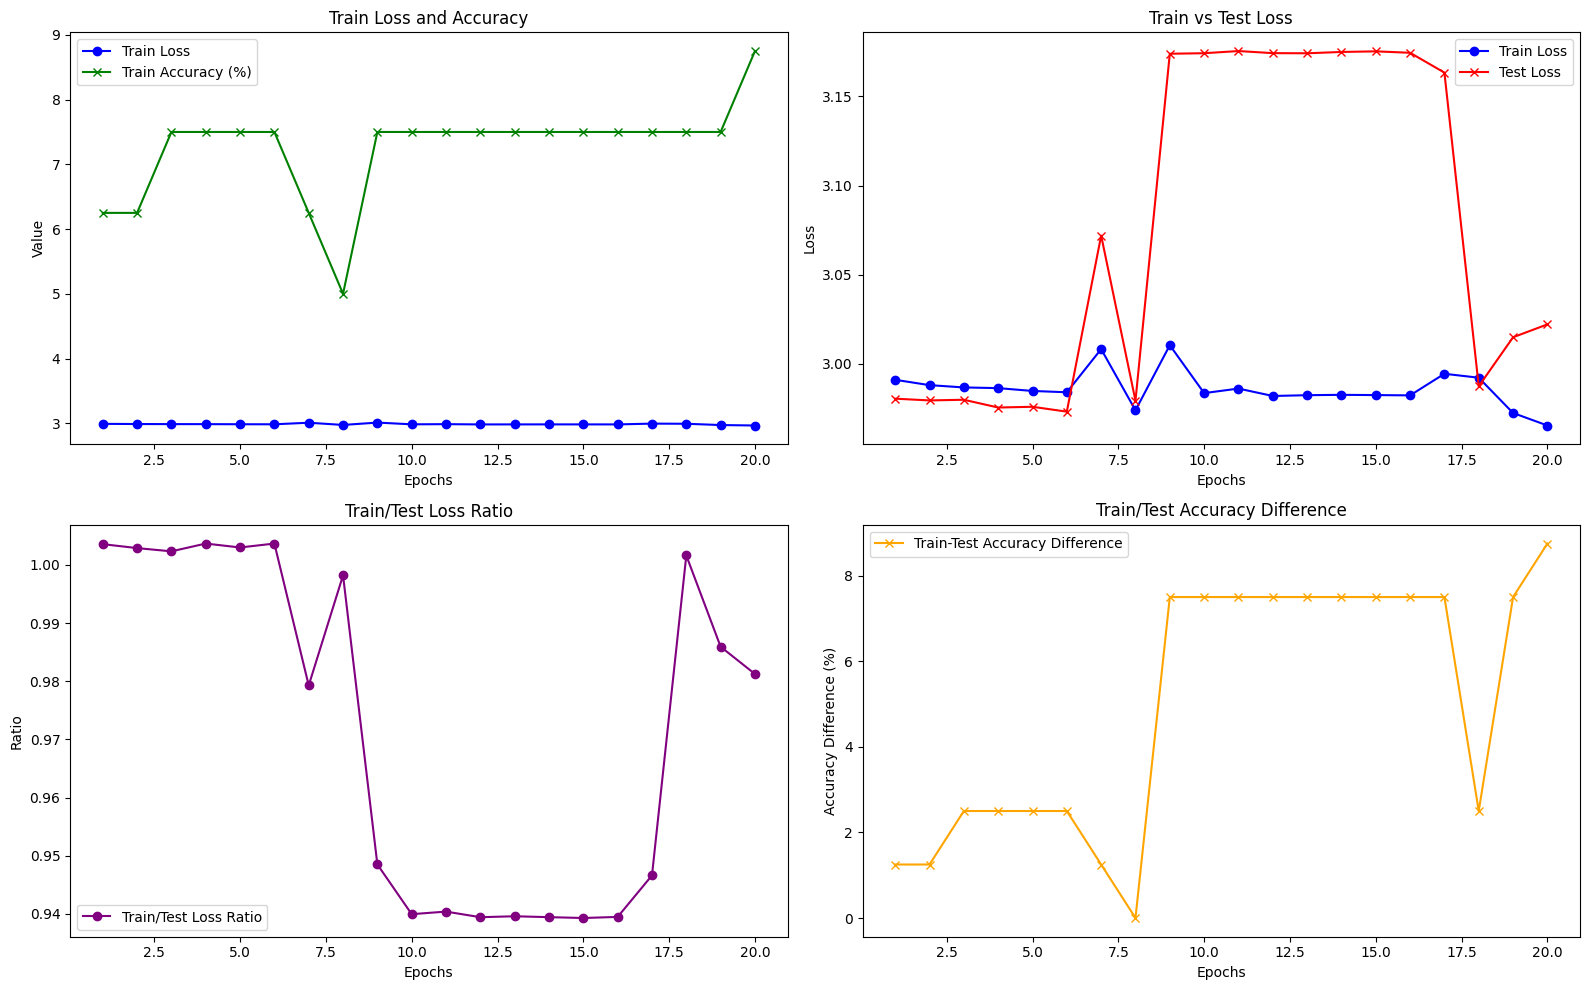 Train Loss and Accuracy
9
8
7
6
5
4
3
Value
Train Loss
Train Accuracy (%)
2.5 5.0 7.5 10.0 12.5 15.0 17.5 20.0
Epochs
Train vs Test Loss
3.15
3.10
3.05
3.00
Loss
Train Loss
Test Loss
2.5 5.0 7.5 10.0 12.5 15.0 17.5 20.0
Epochs
Train/Test Loss Ratio
1.00
0.99
0.98
0.97
0.96
0.95
0.94
Ratio
Train/Test Loss Ratio
2.5 5.0 7.5 10.0 12.5 15.0 17.5 20.0
Epochs
Train/Test Accuracy Difference
Train-Test Accuracy Difference
8
6
4
2
0
Accuracy Difference (%)
2.5 5.0 7.5 10.0 12.5 15.0 17.5 20.0
Epochs